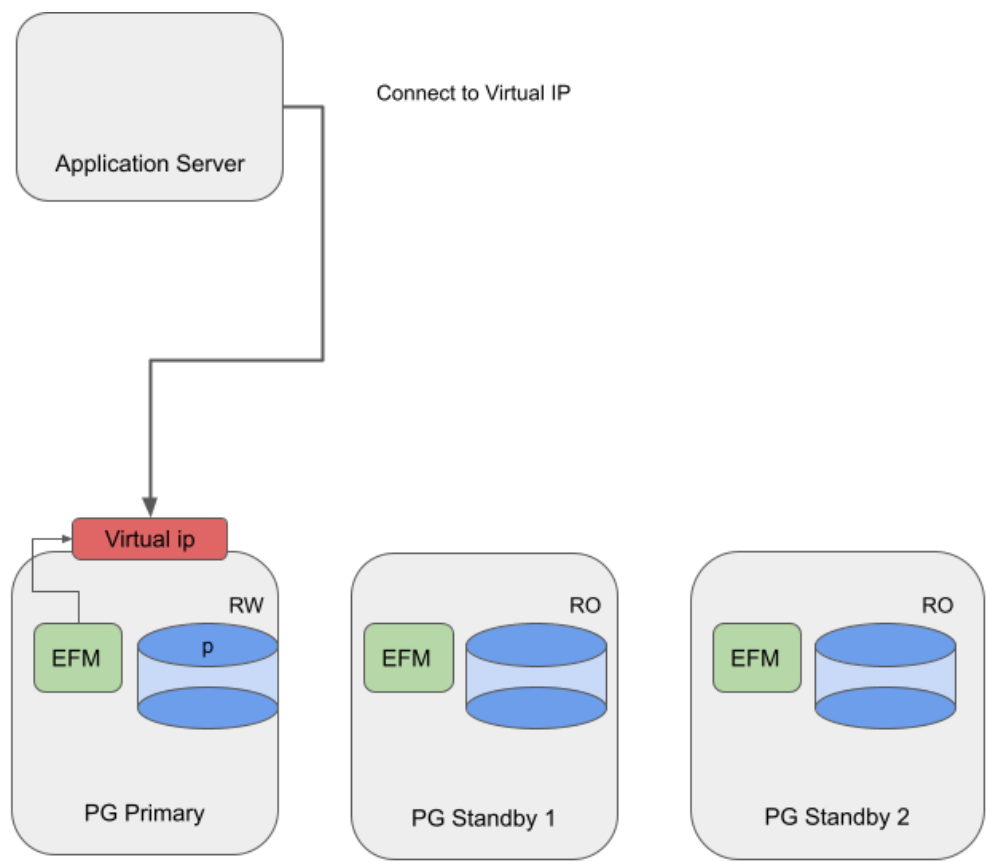 Connect to Virtual IP
Application Server
Virtual ip
RW
EFM
p
PG Primary
RO
EFM
PG Standby 1
RO
EFM
PG Standby 2